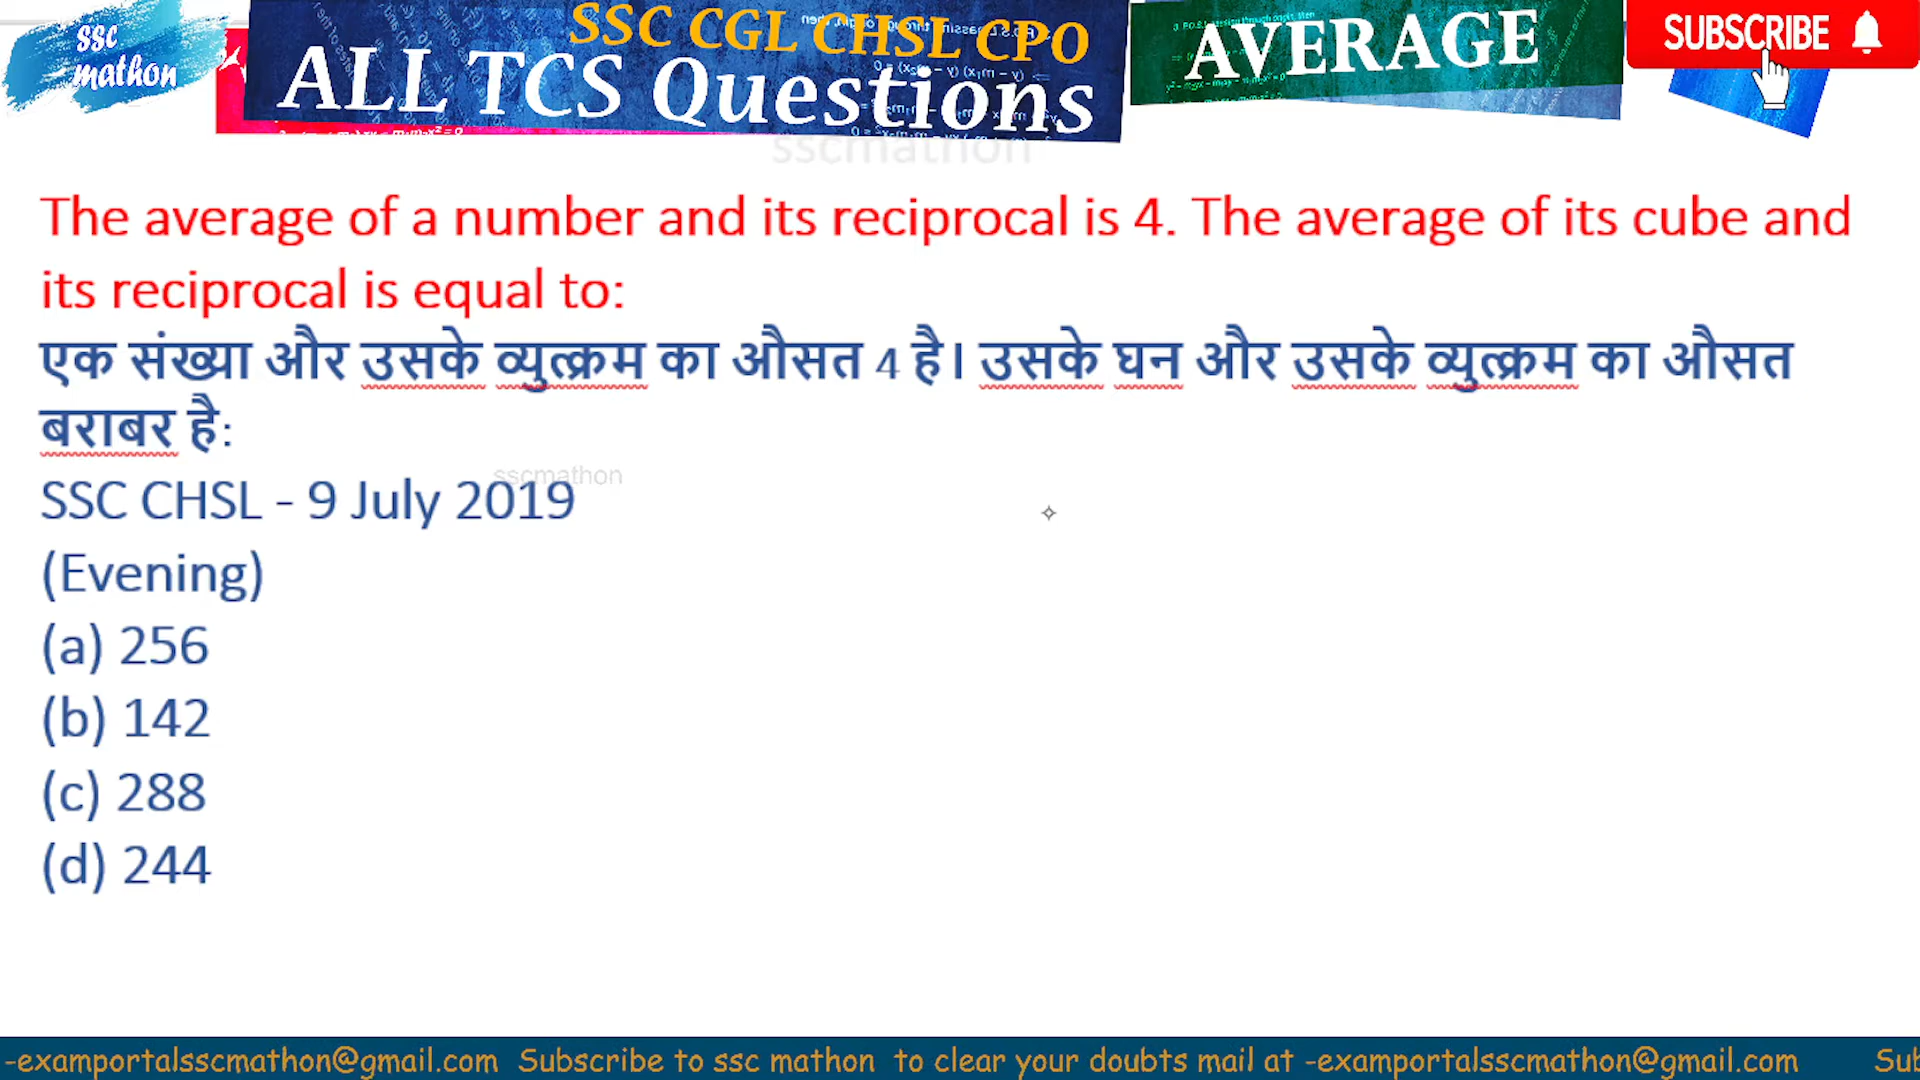 ssc
mathon
SSC CGL CHSL CPO
ALL TCS Questions
AVERAGE
SUBSCRIBE
sscmathon
The average of a number and its reciprocal is 4. The average of its cube and
its reciprocal is equal to:
एक संख्या और उसके व्युत्क्रम का औसत 4 है। उसके घन और उसके व्युत्क्रम का औसत
बराबर है:
sscmathon
SSC CHSL - 9 July 2019
(Evening)
(a) 256
(b) 142
(c) 288
(d) 244
-examportalsscmathon@gmail.com Subscribe to ssc mathon to clear your doubts mail at -examportalsscmathon@gmail.com Sub